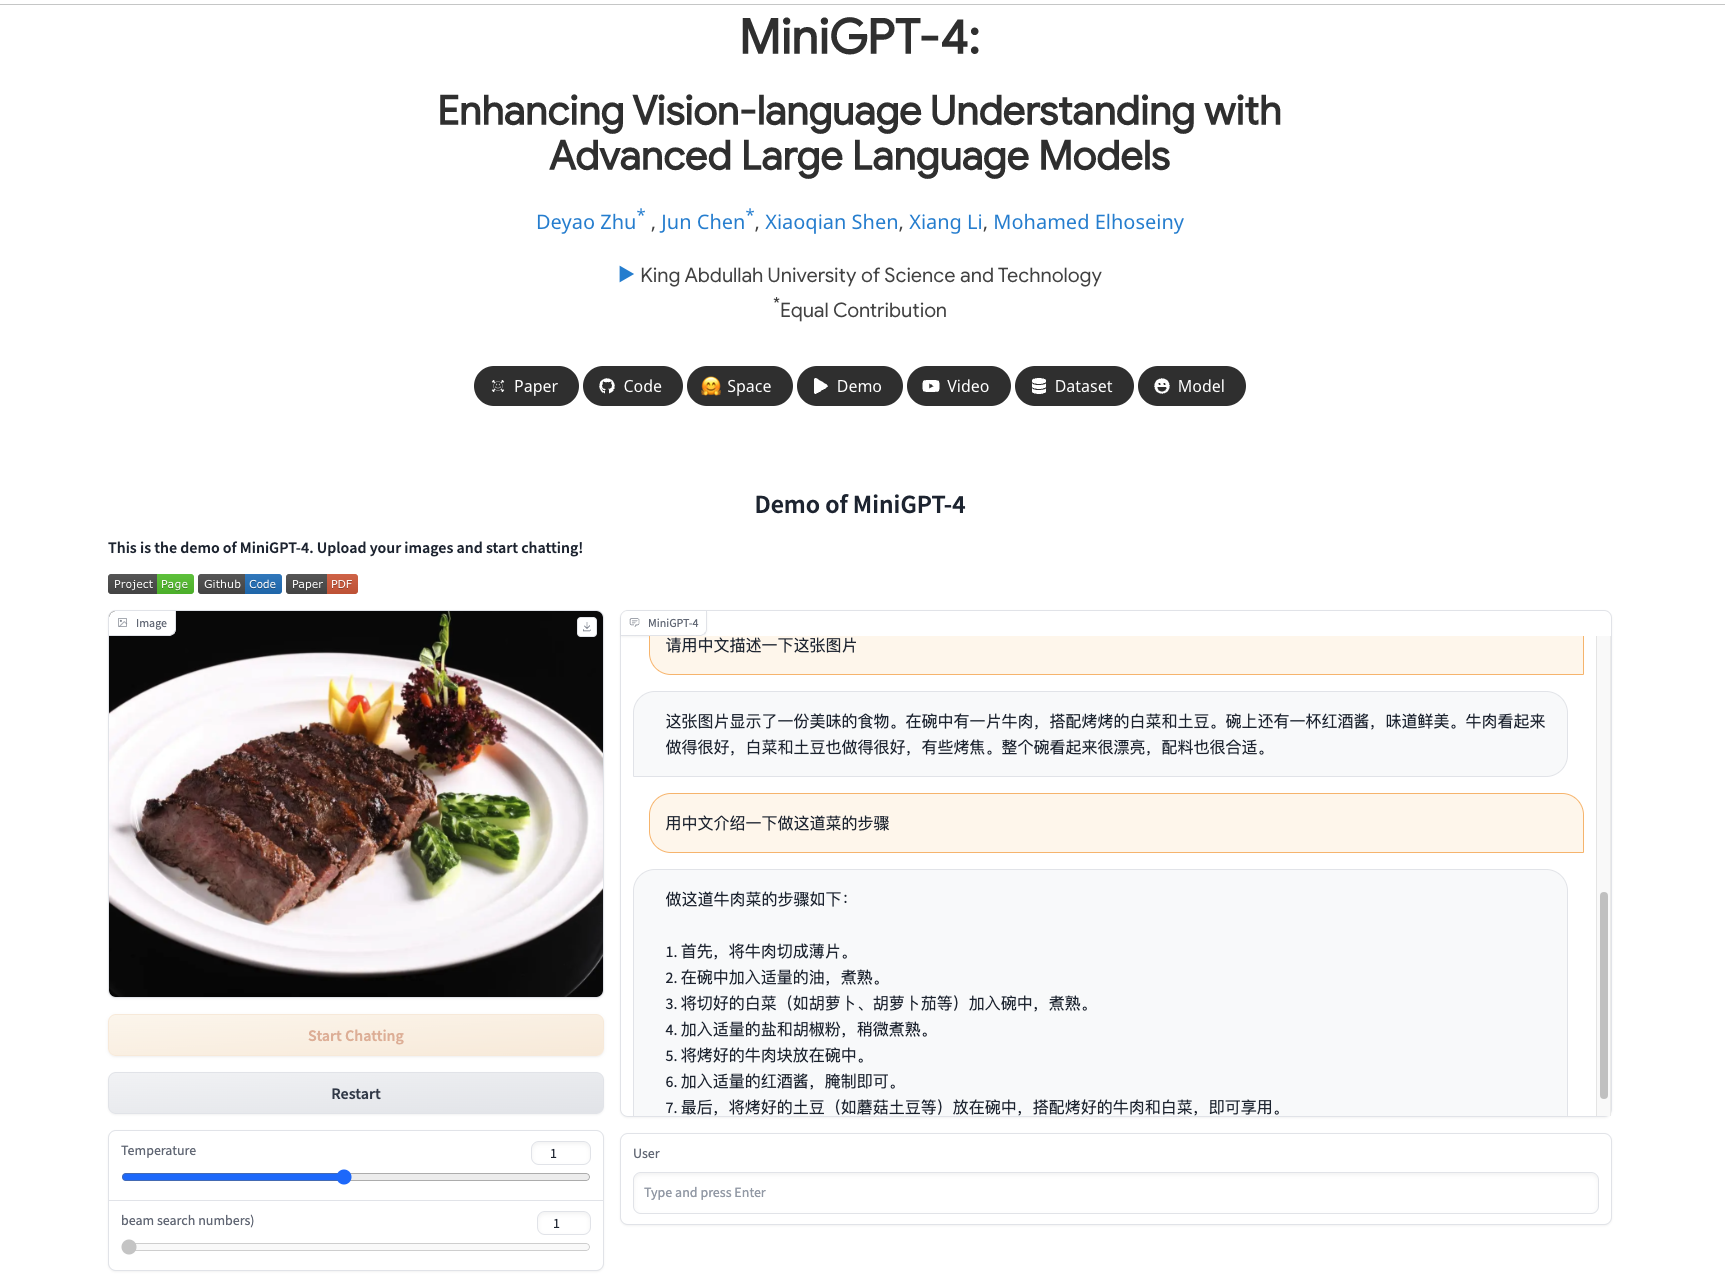 MiniGPT-4:
Enhancing Vision-language Understanding with
Advanced Large Language Models
Deyao Zhu* , Jun Chen*, Xiaoqian Shen, Xiang Li, Mohamed Elhoseiny
▶ King Abdullah University of Science and Technology
*Equal Contribution
Paper Code 🤗 Space Demo Video Dataset Model
Demo of MiniGPT-4
This is the demo of MiniGPT-4. Upload your images and start chatting!
Project Page Github Code Paper PDF
Image
Start Chatting
Restart
Temperature 1
beam search numbers) 1
MiniGPT-4
请用中文描述一下这张图片
这张图片显示了一份美味的食物。在碗中有一片牛肉，搭配烤烤的白菜和土豆。碗上还有一杯红酒酱，味道鲜美。牛肉看起来
做得很好，白菜和土豆也做得很好，有些烤焦。整个碗看起来很漂亮，配料也很合适。
用中文介绍一下做这道菜的步骤
做这道牛肉菜的步骤如下：
1. 首先，将牛肉切成薄片。
2. 在碗中加入适量的油，煮熟。
3. 将切好的白菜（如胡萝卜、胡萝卜茄等）加入碗中，煮熟。
4. 加入适量的盐和胡椒粉，稍微煮熟。
5. 将烤好的牛肉块放在碗中。
6. 加入适量的红酒酱，腌制即可。
7. 最后，将烤好的土豆（如蘑菇土豆等）放在碗中，搭配烤好的牛肉和白菜，即可享用。
User
Type and press Enter